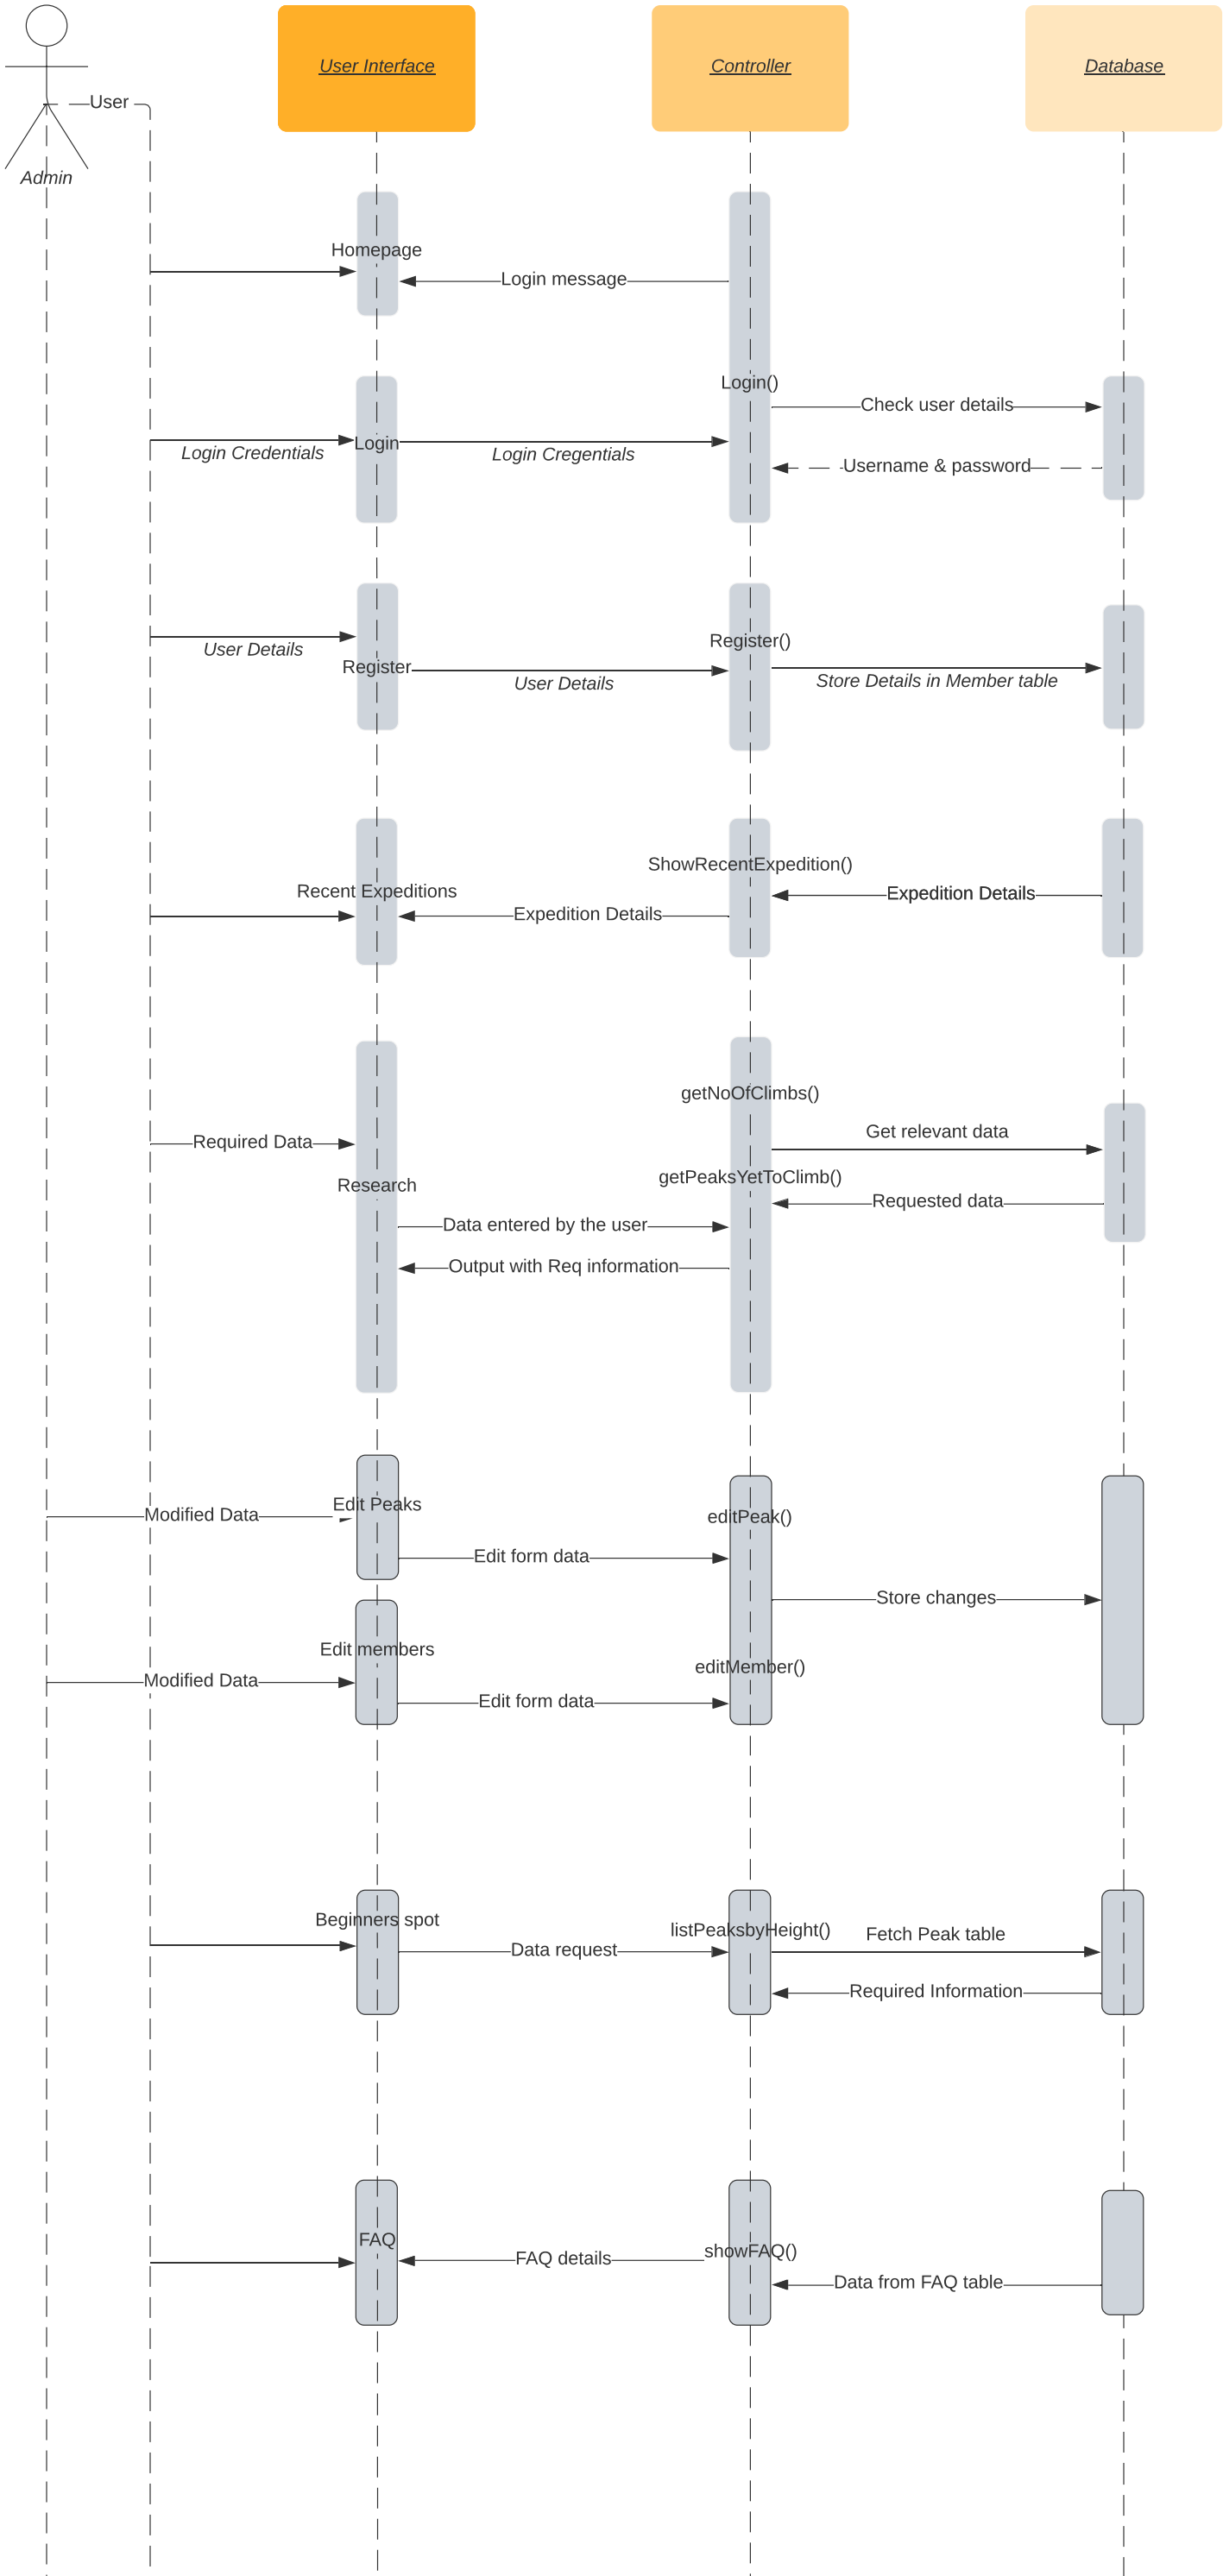 User Interface
Controller
Database
User
Admin
Homepage
Login message
Login()
Check user details
Login
Login Credentials
Login Cregentials
Username & password
Register()
User Details
Register
User Details
Store Details in Member table
ShowRecentExpedition()
Recent Expeditions
Expedition Details
Expedition Details
getNoOfClimbs()
Get relevant data
Required Data
getPeaksYetToClimb()
Research
Requested data
Data entered by the user
Output with Req information
Edit Peaks
Modified Data
editPeak()
Edit form data
Store changes
Edit members
editMember()
Modified Data
Edit form data
Beginners spot
listPeaksbyHeight()
Fetch Peak table
Data request
Required Information
FAQ
showFAQ()
FAQ details
Data from FAQ table